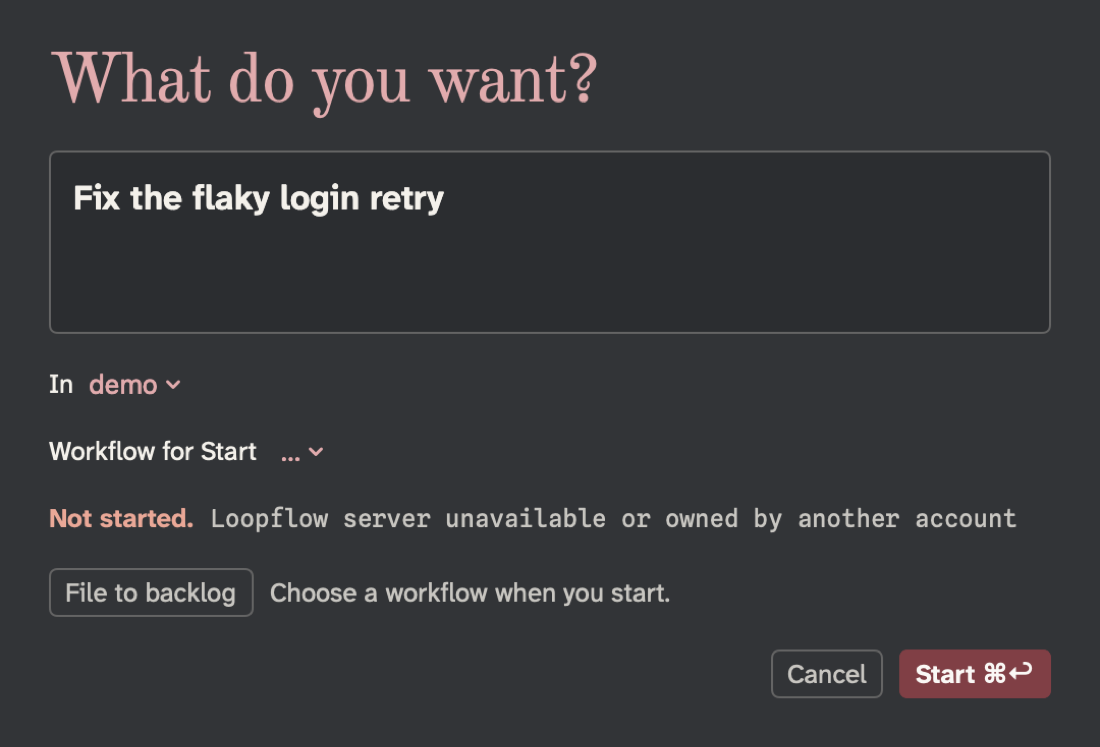 What do you want?
Fix the flaky login retry
In demo
Workflow for Start ...
Not started. Loopflow server unavailable or owned by another account
File to backlog Choose a workflow when you start.
Cancel Start ⌘↩